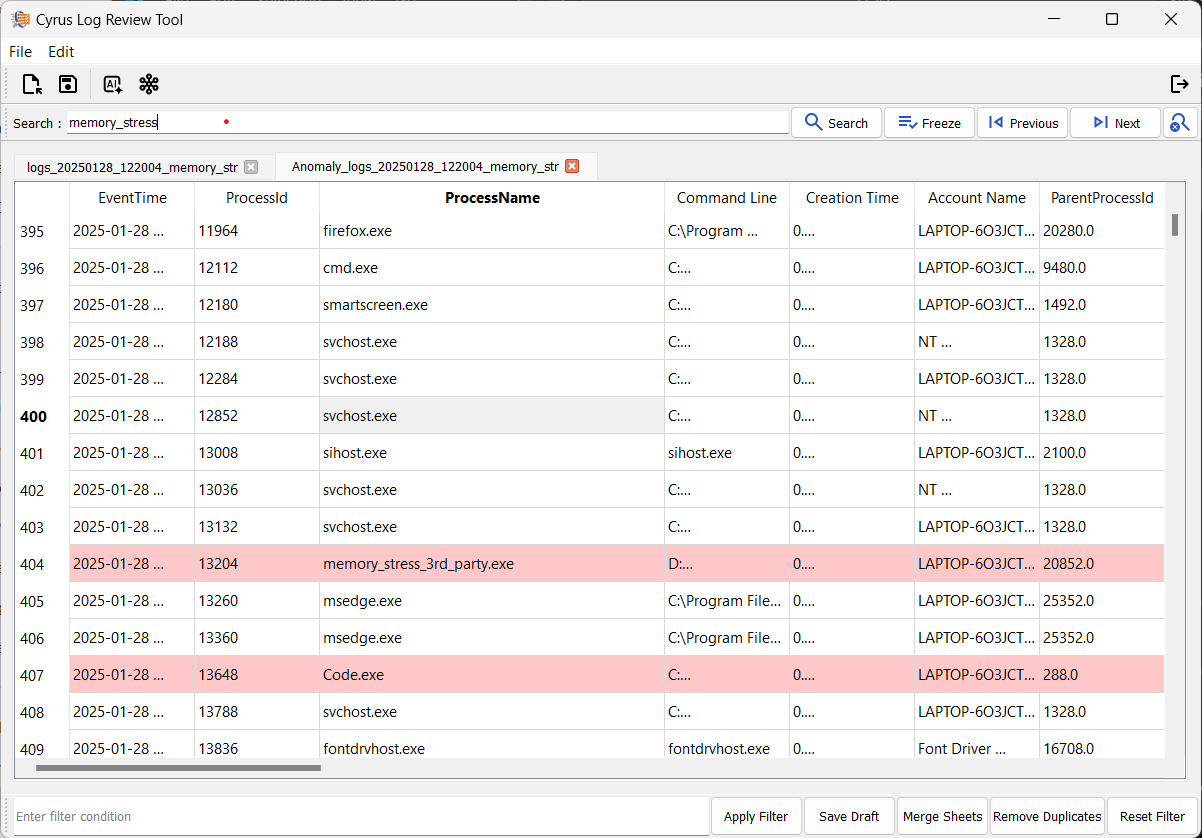 Cyrus Log Review Tool
File Edit
AI
Search : memory_stress Search Freeze Previous Next
logs_20250128_122004_memory_str Anomaly_logs_20250128_122004_memory_str
EventTime ProcessId ProcessName Command Line Creation Time Account Name ParentProcessId
395 2025-01-28 ... 11964 firefox.exe C:\Program ... 0.... LAPTOP-6O3JCT... 20280.0
396 2025-01-28 ... 12112 cmd.exe C:... 0.... LAPTOP-6O3JCT... 9480.0
397 2025-01-28 ... 12180 smartscreen.exe C:... 0.... LAPTOP-6O3JCT... 1492.0
398 2025-01-28 ... 12188 svchost.exe C:... 0.... NT ... 1328.0
399 2025-01-28 ... 12284 svchost.exe C:... 0.... LAPTOP-6O3JCT... 1328.0
400 2025-01-28 ... 12852 svchost.exe C:... 0.... NT ... 1328.0
401 2025-01-28 ... 13008 sihost.exe sihost.exe 0.... LAPTOP-6O3JCT... 2100.0
402 2025-01-28 ... 13036 svchost.exe C:... 0.... NT ... 1328.0
403 2025-01-28 ... 13132 svchost.exe C:... 0.... LAPTOP-6O3JCT... 1328.0
404 2025-01-28 ... 13204 memory_stress_3rd_party.exe D:... 0.... LAPTOP-6O3JCT... 20852.0
405 2025-01-28 ... 13260 msedge.exe C:\Program File... 0.... LAPTOP-6O3JCT... 25352.0
406 2025-01-28 ... 13360 msedge.exe C:\Program File... 0.... LAPTOP-6O3JCT... 25352.0
407 2025-01-28 ... 13648 Code.exe C:... 0.... LAPTOP-6O3JCT... 288.0
408 2025-01-28 ... 13788 svchost.exe C:... 0.... LAPTOP-6O3JCT... 1328.0
409 2025-01-28 ... 13836 fontdrvhost.exe fontdrvhost.exe 0.... Font Driver ... 16708.0
Enter filter condition Apply Filter Save Draft Merge Sheets Remove Duplicates Reset Filter